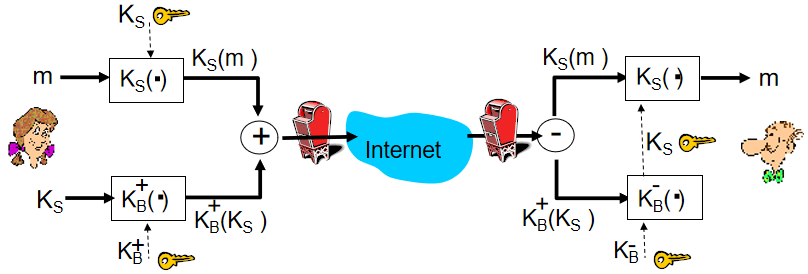 K_S
m
K_S(▪)
K_S(m )
K_S
K_B^+(▪)
K_B^+(K_S )
K_B^+
+
Internet
-
K_S(m )
K_S(▪)
m
K_S
K_B^+(K_S )
K_B^-(▪)
K_B^-